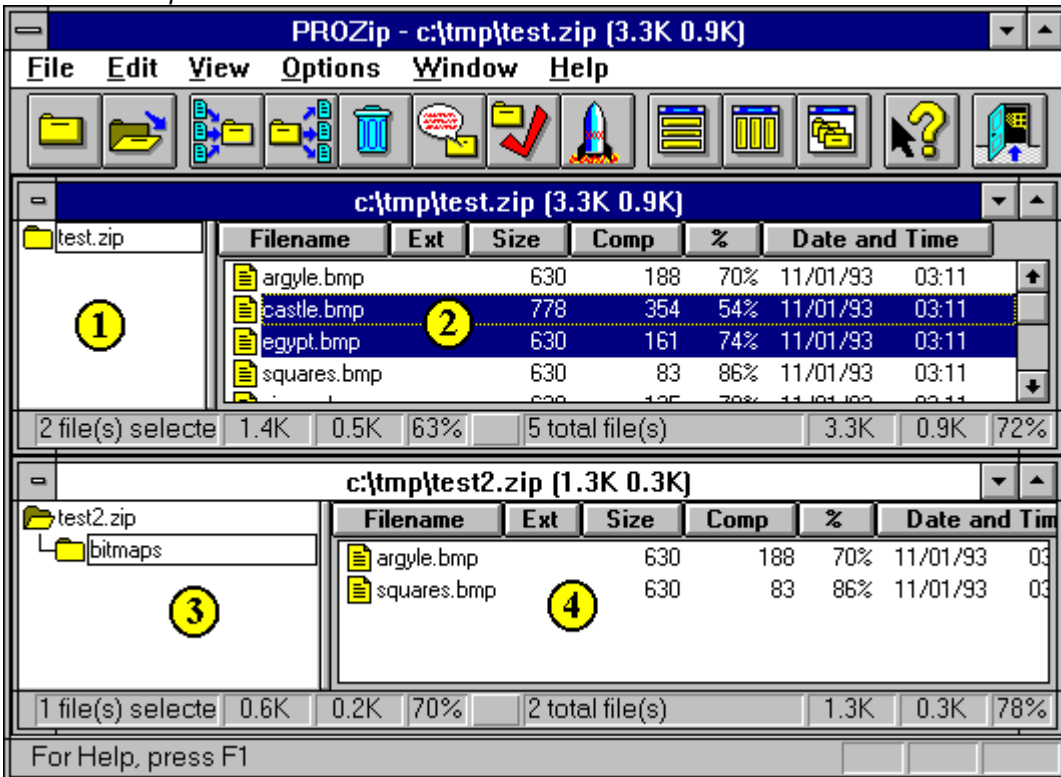 PROZip - c:\tmp\test.zip (3.3K 0.9K)
File Edit View Options Window Help
c:\tmp\test.zip (3.3K 0.9K)
test.zip
Filename Ext Size Comp % Date and Time
argyle.bmp 630 188 70% 11/01/93 03:11
castle.bmp 778 354 54% 11/01/93 03:11
egypt.bmp 630 161 74% 11/01/93 03:11
squares.bmp 630 83 86% 11/01/93 03:11
1
2
2 file(s) selecte 1.4K 0.5K 63% 5 total file(s) 3.3K 0.9K 72%
c:\tmp\test2.zip (1.3K 0.3K)
test2.zip
bitmaps
Filename Ext Size Comp % Date and Tim
argyle.bmp 630 188 70% 11/01/93 03
squares.bmp 630 83 86% 11/01/93 03
3
4
1 file(s) selecte 0.6K 0.2K 70% 2 total file(s) 1.3K 0.3K 78%
For Help, press F1